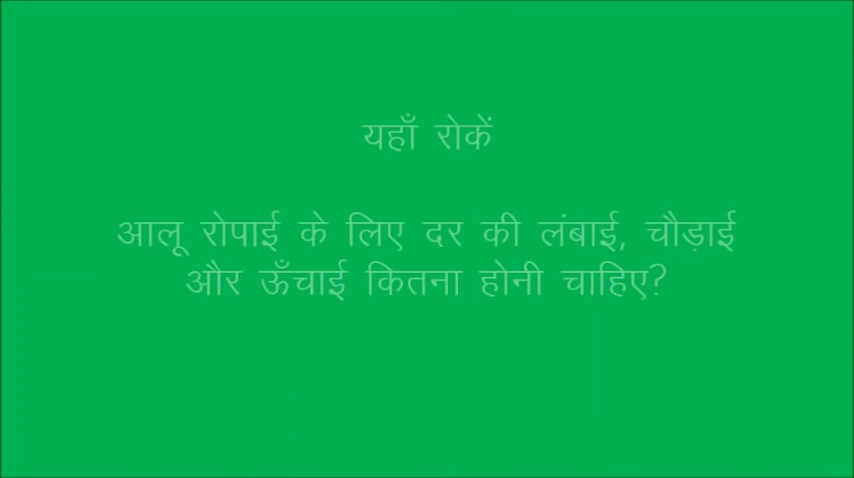 यहाँ रोकें
आलू रोपाई के लिए दर की लंबाई, चौड़ाई
और ऊँचाई कितना होनी चाहिए?